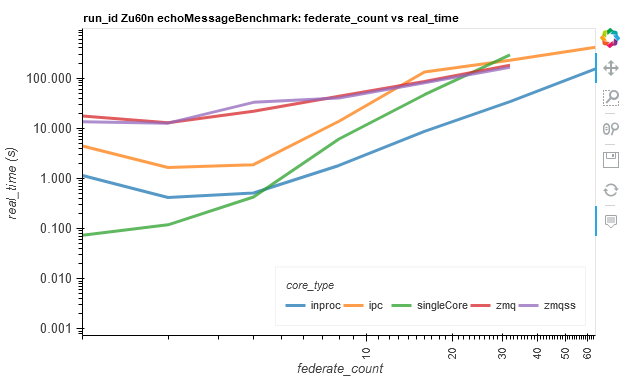 run_id Zu60n echoMessageBenchmark: federate_count vs real_time
real_time (s)
100.000
10.000
1.000
0.100
0.010
0.001
core_type
inproc ipc singleCore zmq zmqss
10 20 30 40 50 60
federate_count